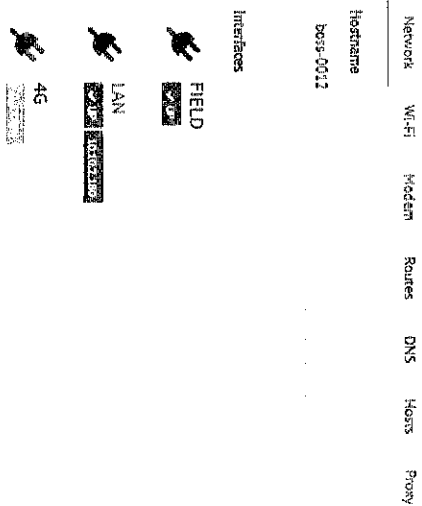 Network Wi-Fi Modem Routes DNS Hosts Proxy
Hostname
boss-0012
Interfaces
FIELD
LAN
4G